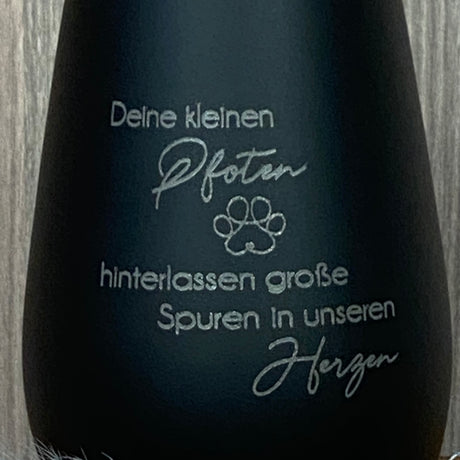 Deine kleinen
Pfoten
hinterlassen große
Spuren in unseren
Herzen